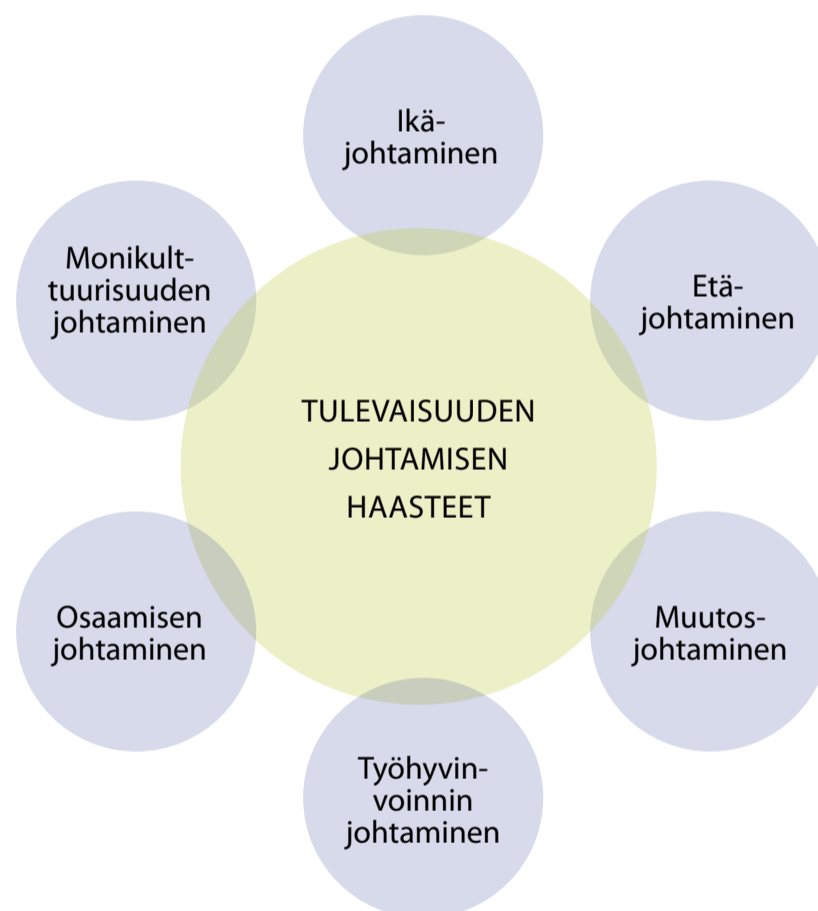 Ikä-
johtaminen
Monikult-
tuurisuuden
johtaminen
Etä-
johtaminen
TULEVAISUUDEN
JOHTAMISEN
HAASTEET
Osaamisen
johtaminen
Muutos-
johtaminen
Työhyvin-
voinnin
johtaminen